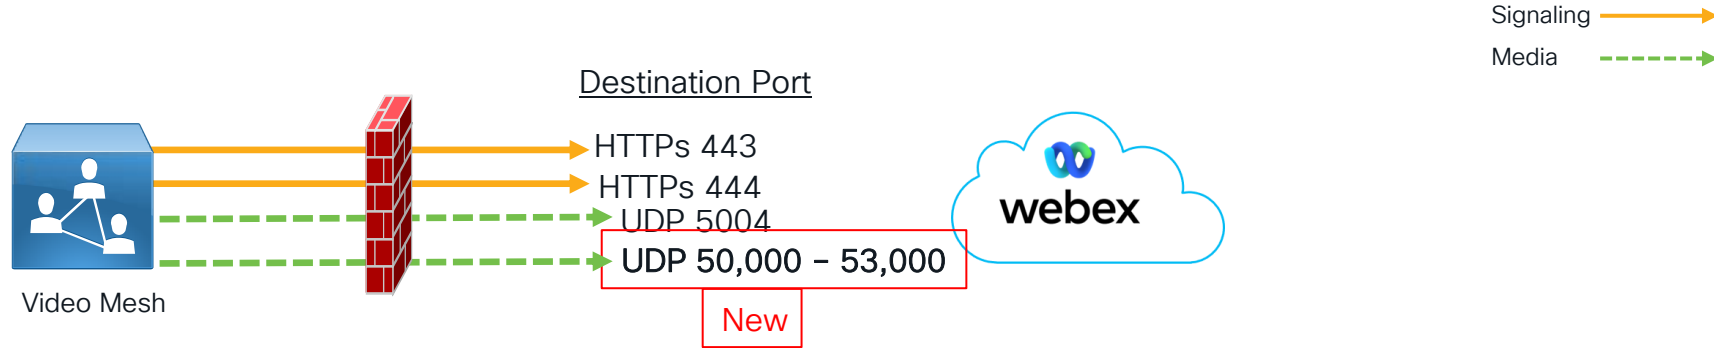 Signaling
Media
Destination Port
HTTPs 443
HTTPs 444
UDP 5004
UDP 50,000 – 53,000
New
webex
Video Mesh